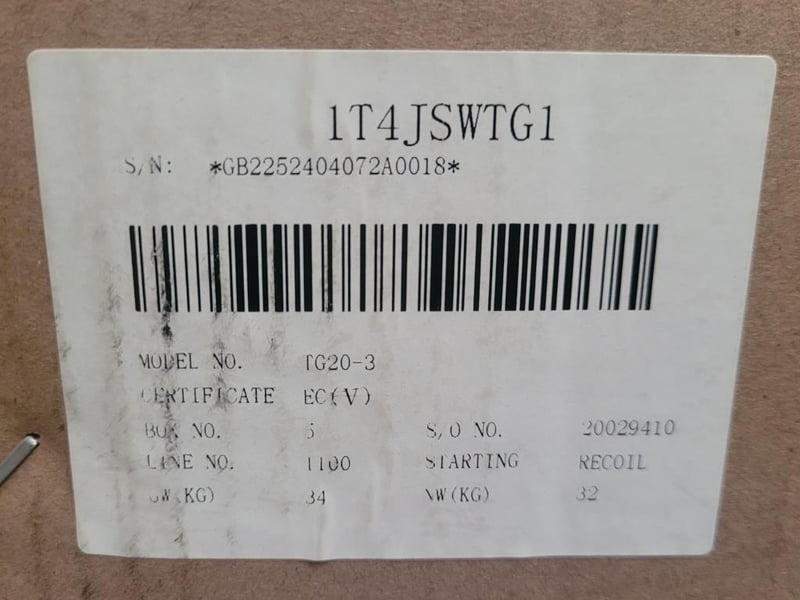 1T4JSWTG1
S/N: *GB2252404072A0018*
MODEL NO. TG20-3
CERTIFICATE EC(V)
BOX NO. 5 S/O NO. 20029410
LINE NO. 1100 STARTING RECOIL
GW(KG) 34 NW(KG) 32